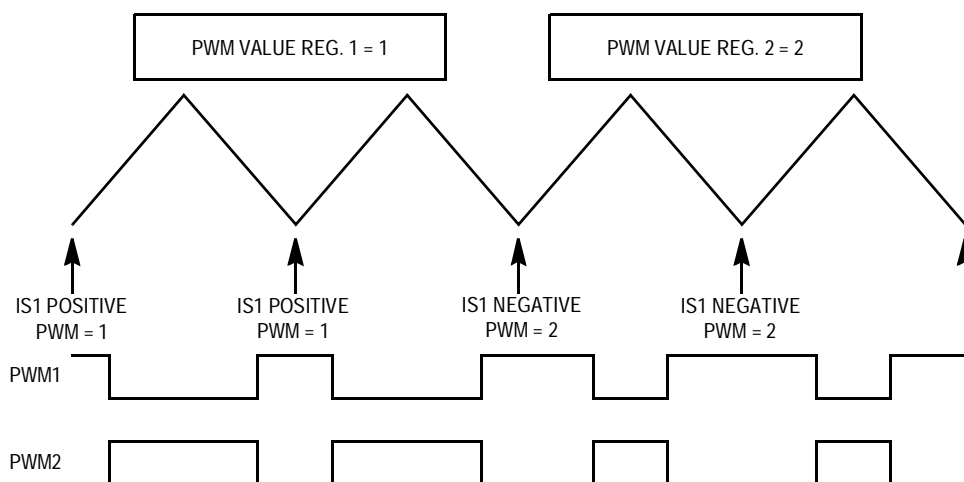 PWM VALUE REG. 1 = 1
PWM VALUE REG. 2 = 2
IS1 POSITIVE
PWM = 1
IS1 POSITIVE
PWM = 1
IS1 NEGATIVE
PWM = 2
IS1 NEGATIVE
PWM = 2
PWM1
PWM2